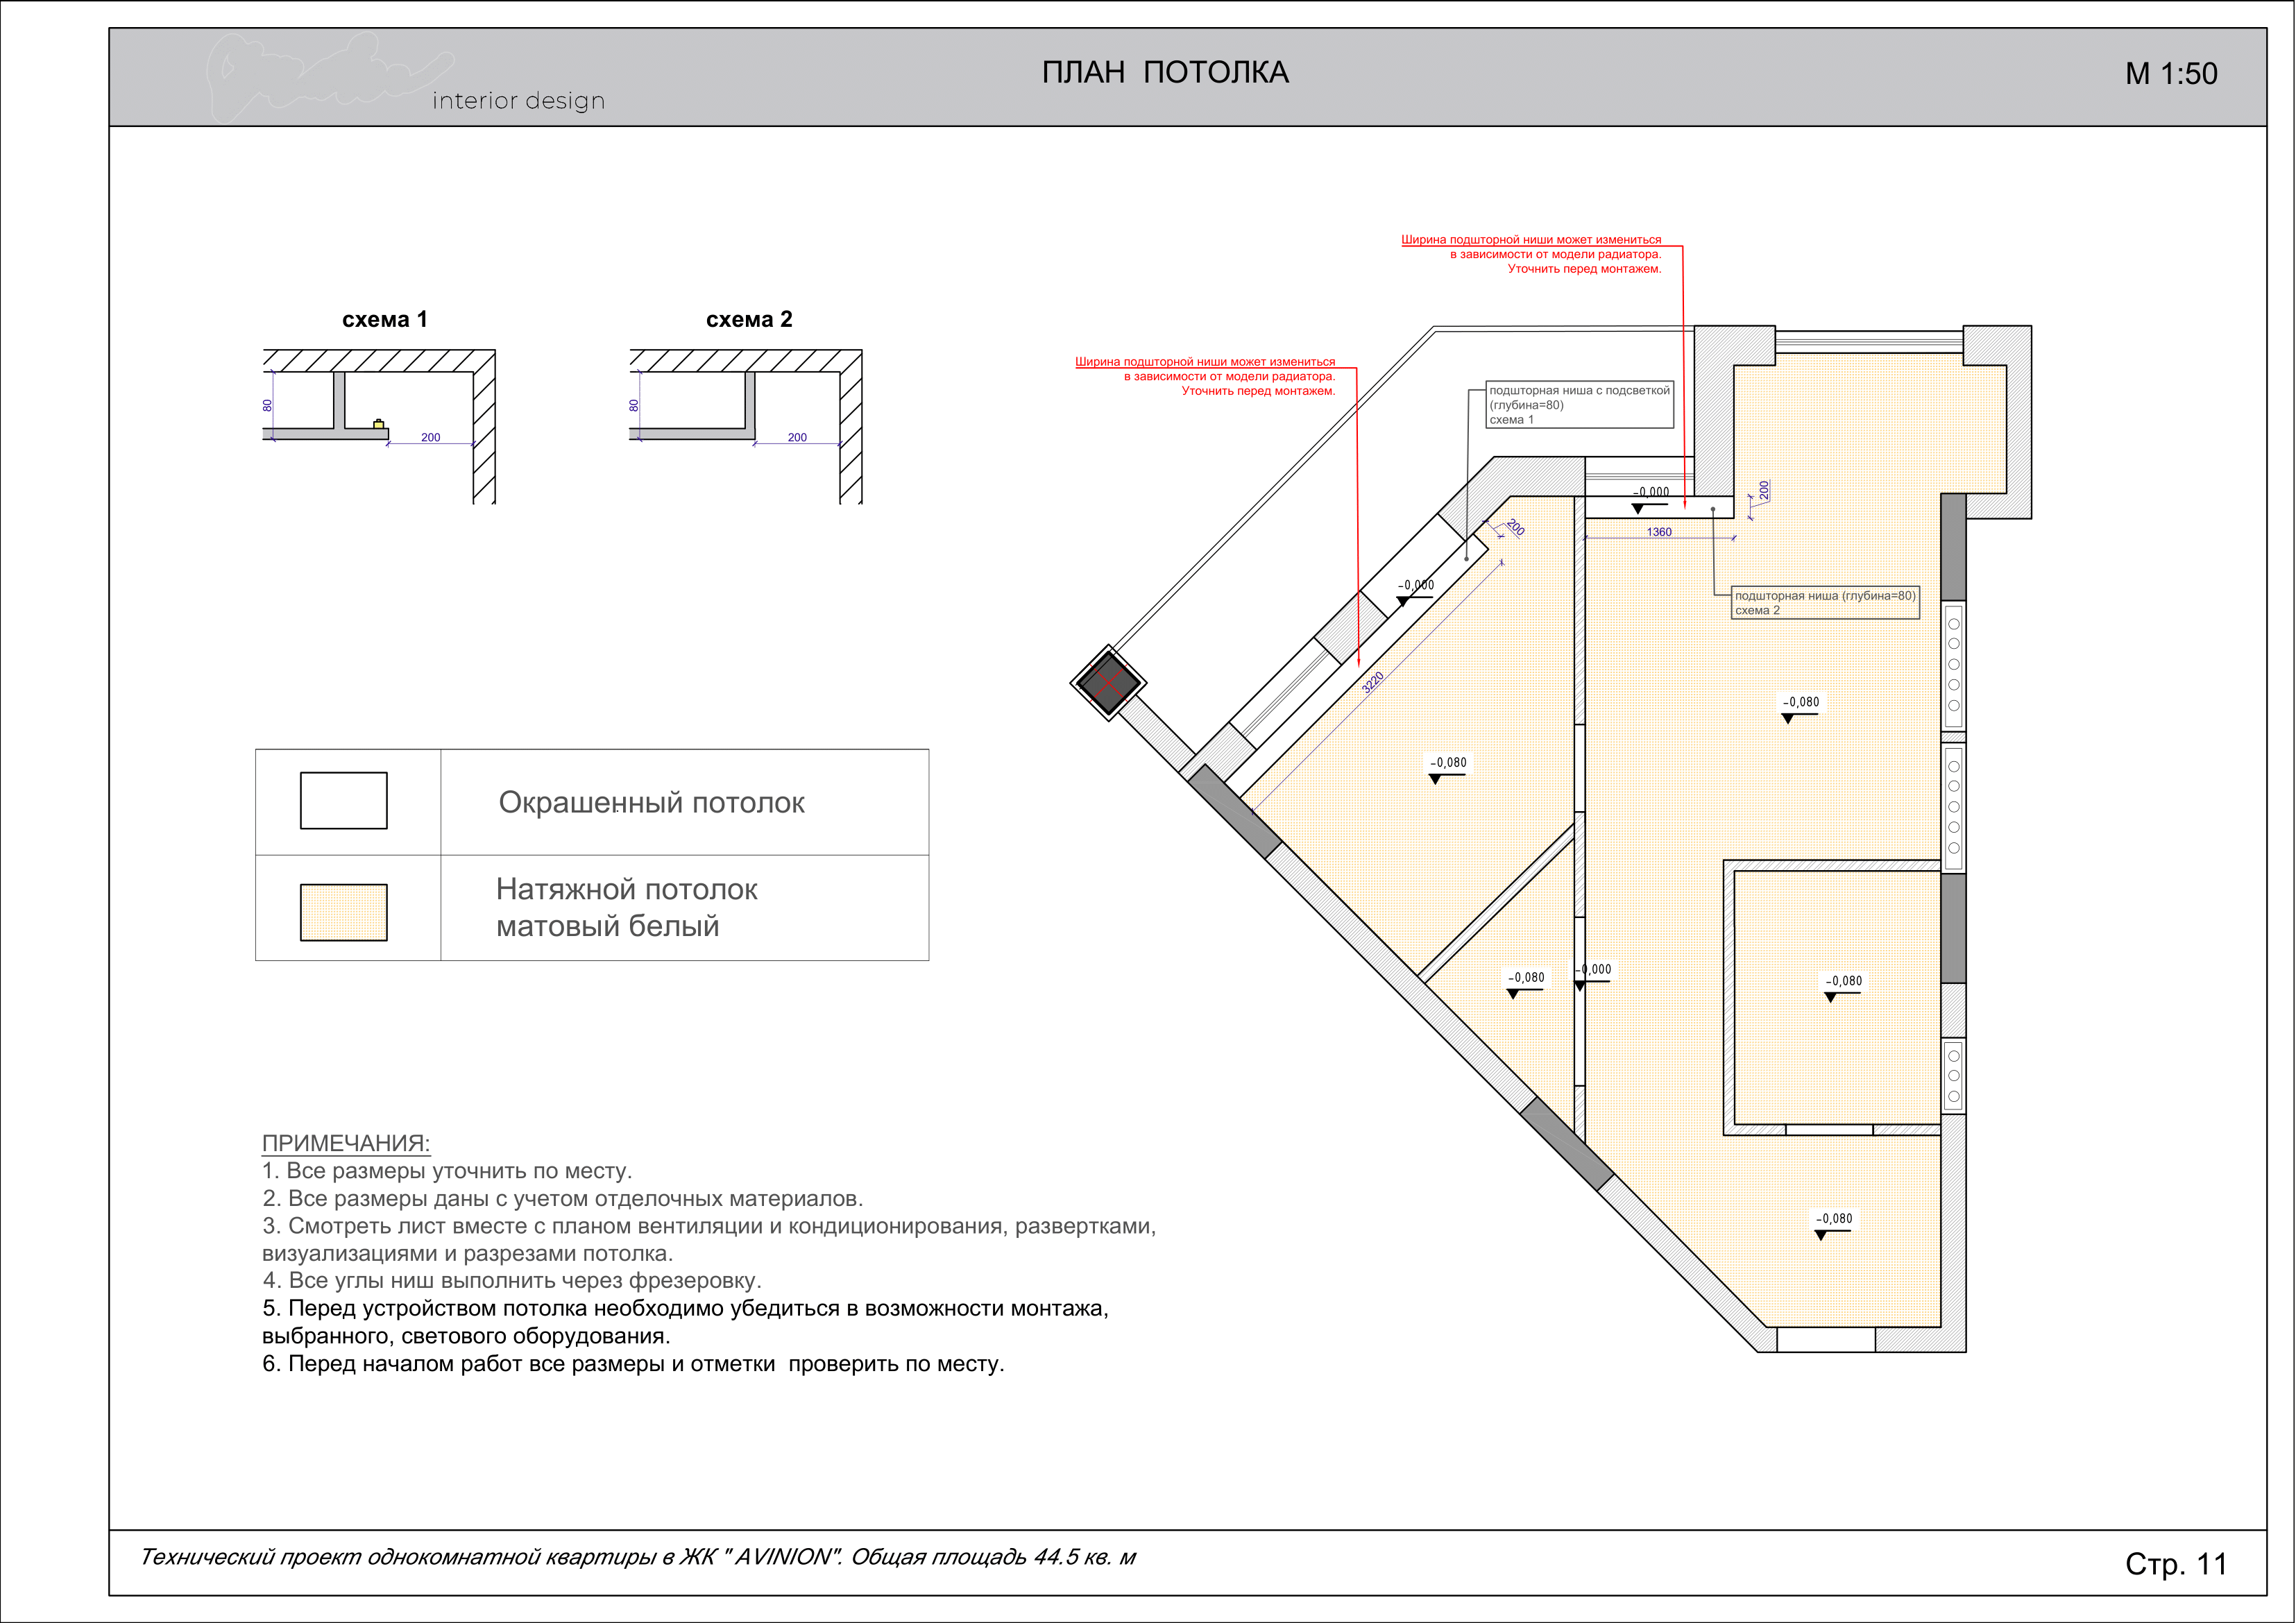 interior design
ПЛАН ПОТОЛКА
М 1:50
Ширина подшторной ниши может измениться
в зависимости от модели радиатора.
Уточнить перед монтажем.
схема 1
схема 2
80
200
80
200
Ширина подшторной ниши может измениться
в зависимости от модели радиатора.
Уточнить перед монтажем.
подшторная ниша с подсветкой
(глубина=80)
схема 1
-0,000
200
200
1360
-0,000
подшторная ниша (глубина=80)
схема 2
3220
-0,080
-0,080
Окрашенный потолок
Натяжной потолок
матовый белый
-0,080
-0,000
-0,080
-0,080
ПРИМЕЧАНИЯ:
1. Все размеры уточнить по месту.
2. Все размеры даны с учетом отделочных материалов.
3. Смотреть лист вместе с планом вентиляции и кондиционирования, развертками,
визуализациями и разрезами потолка.
4. Все углы ниш выполнить через фрезеровку.
5. Перед устройством потолка необходимо убедиться в возможности монтажа,
выбранного, светового оборудования.
6. Перед началом работ все размеры и отметки проверить по месту.
Технический проект однокомнатной квартиры в ЖК " AVINION". Общая площадь 44.5 кв. м
Стр. 11